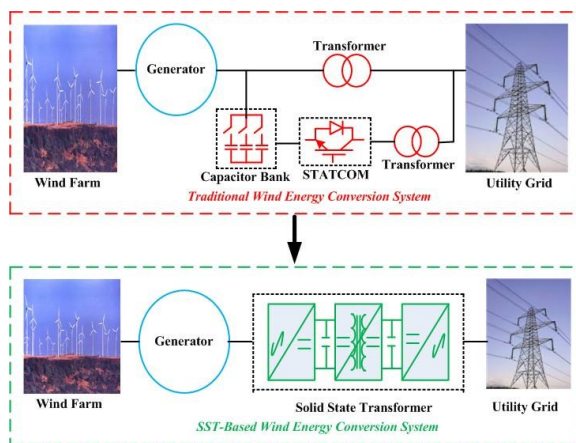 Transformer
Generator
Capacitor Bank
STATCOM
Transformer
Wind Farm
Utility Grid
Traditional Wind Energy Conversion System
Generator
Wind Farm
Solid State Transformer
Utility Grid
SST-Based Wind Energy Conversion System